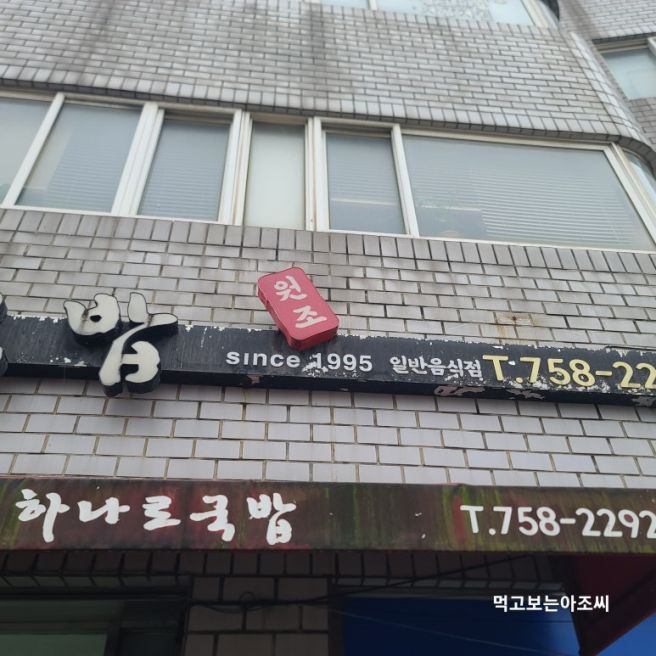 원조
밥 since 1995 일반음식점 T.758-22
하나로국밥 T.758-2292
먹고보는아조씨